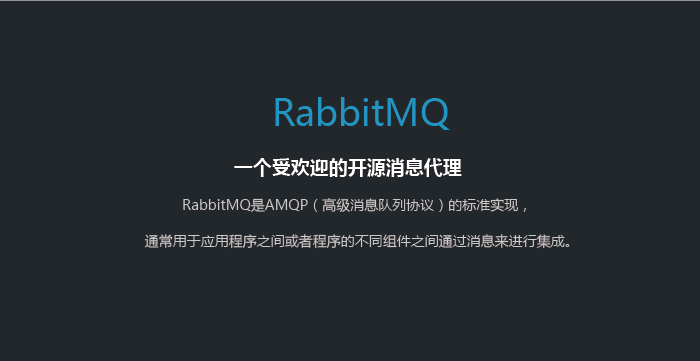 RabbitMQ
一个受欢迎的开源消息代理
RabbitMQ是AMQP（高级消息队列协议）的标准实现，
通常用于应用程序之间或者程序的不同组件之间通过消息来进行集成。